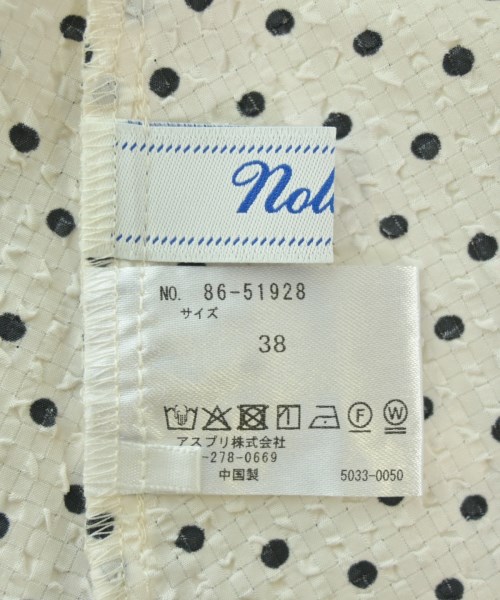 NO. 86-51928
サイズ
38
F W
アスプリ株式会社
-278-0669
中国製 5033-0050